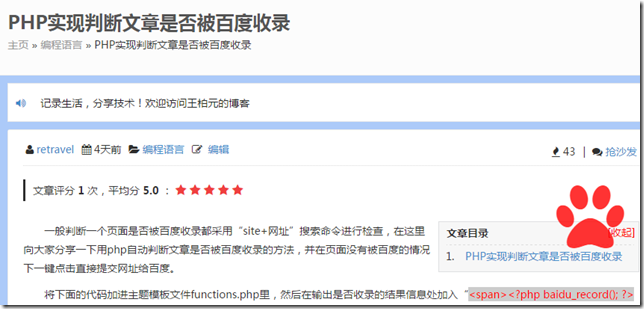 PHP实现判断文章是否被百度收录
主页 » 编程语言 » PHP实现判断文章是否被百度收录
记录生活，分享技术！欢迎访问王柏元的博客
retravel 4天前 编程语言 编辑 43 | 抢沙发
文章评分 1 次，平均分 5.0 ：★★★★★
文章目录 [收起]
1. PHP实现判断文章是否被百度收录
一般判断一个页面是否被百度收录都采用“site+网址”搜索命令进行检查，在这里
向大家分享一下用php自动判断文章是否被百度收录的方法，并在页面没有被百度的情况
下一键点击直接提交网址给百度。
将下面的代码加进主题模板文件functions.php里，然后在输出是否收录的结果信息处加入“<span><?php baidu_record(); ?>